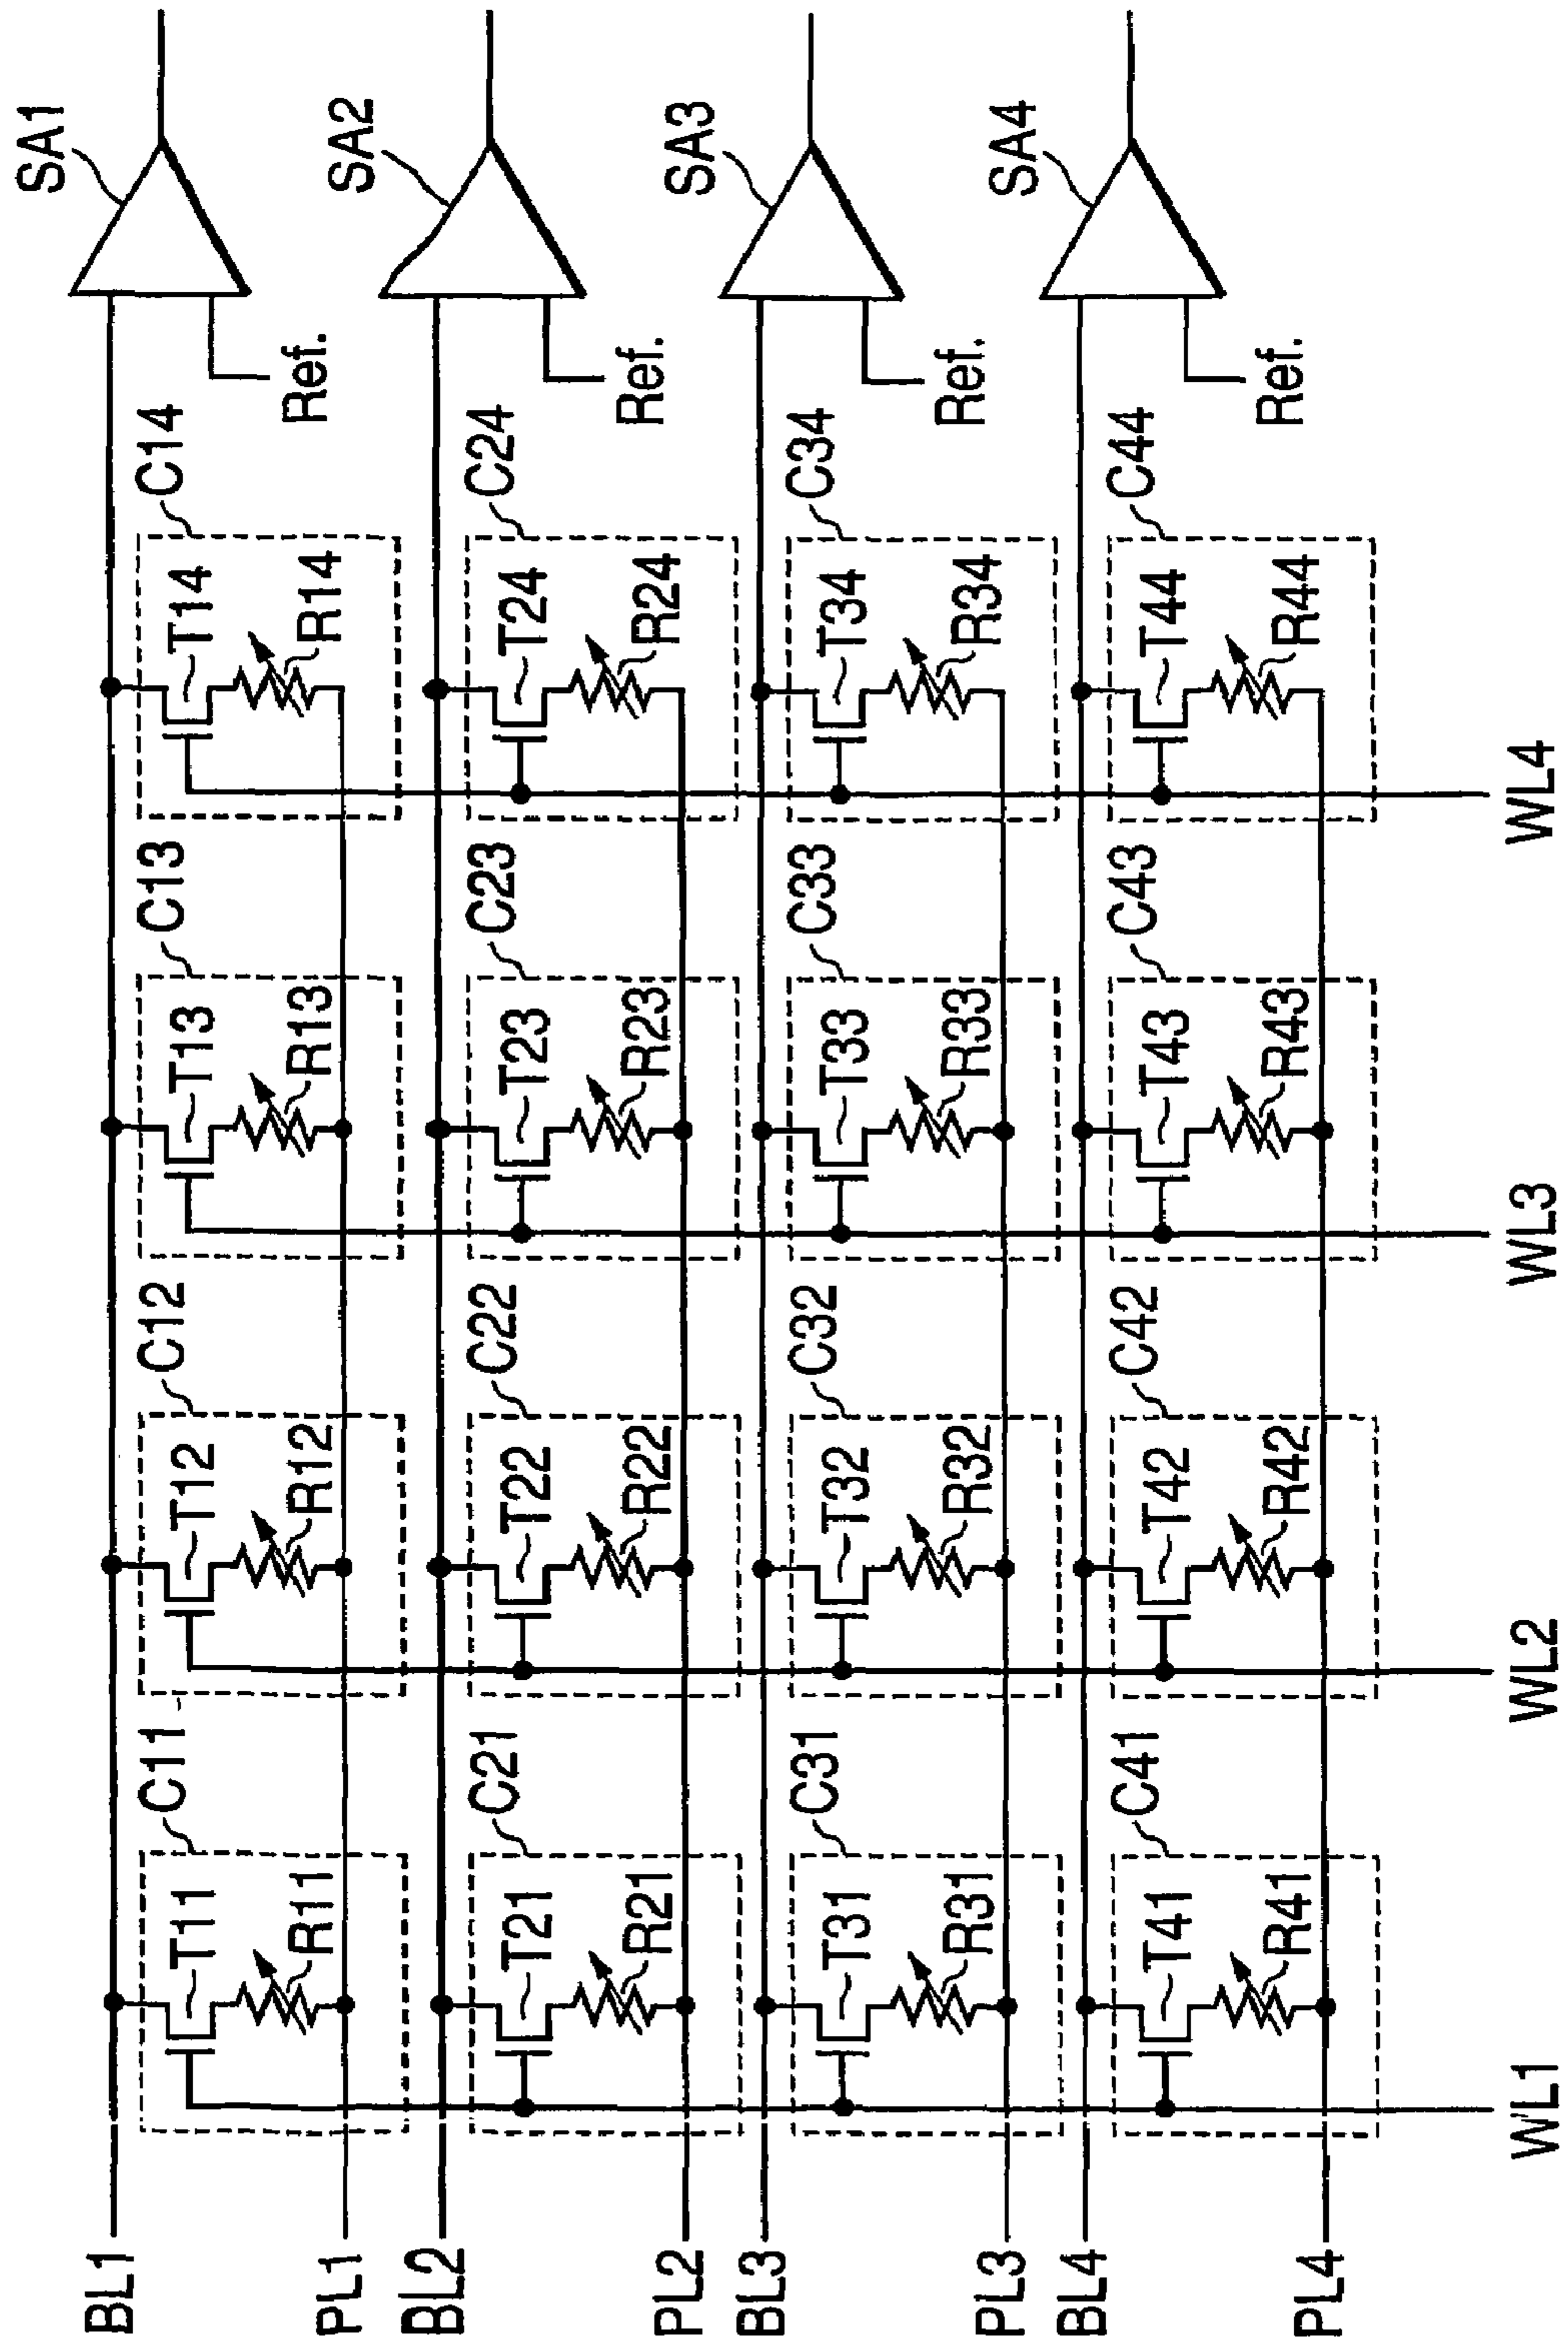 SA1
BL1
C11
C12
C13
C14
T11
T12
T13
T14
R11
R12
R13
R14
Ref.
PL1
SA2
BL2
C21
C22
C23
C24
T21
T22
T23
T24
R21
R22
R23
R24
Ref.
PL2
SA3
BL3
C31
C32
C33
C34
T31
T32
T33
T34
R31
R32
R33
R34
Ref.
PL3
SA4
BL4
C41
C42
C43
C44
T41
T42
T43
T44
R41
R42
R43
R44
Ref.
PL4
WL1
WL2
WL3
WL4